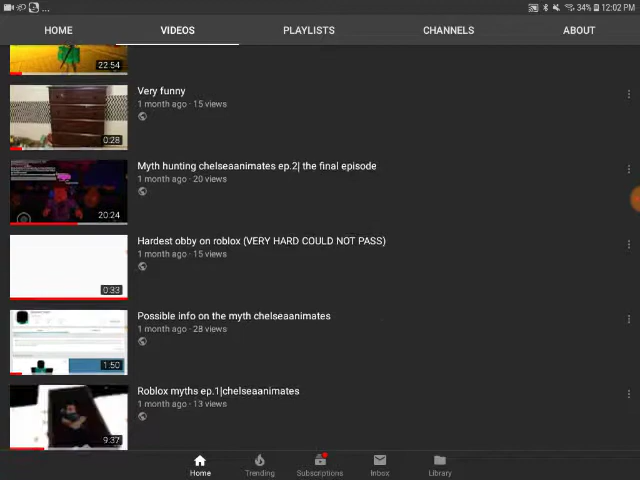 ... 34% 12:02 PM
HOME VIDEOS PLAYLISTS CHANNELS ABOUT
22:54
Very funny
1 month ago · 15 views
0:28
Myth hunting chelseaanimates ep.2| the final episode
1 month ago · 20 views
20:24
Hardest obby on roblox (VERY HARD COULD NOT PASS)
1 month ago · 15 views
0:33
Possible info on the myth chelseaanimates
1 month ago · 28 views
1:50
Roblox myths ep.1|chelseaanimates
1 month ago · 13 views
9:37
Home Trending Subscriptions Inbox Library